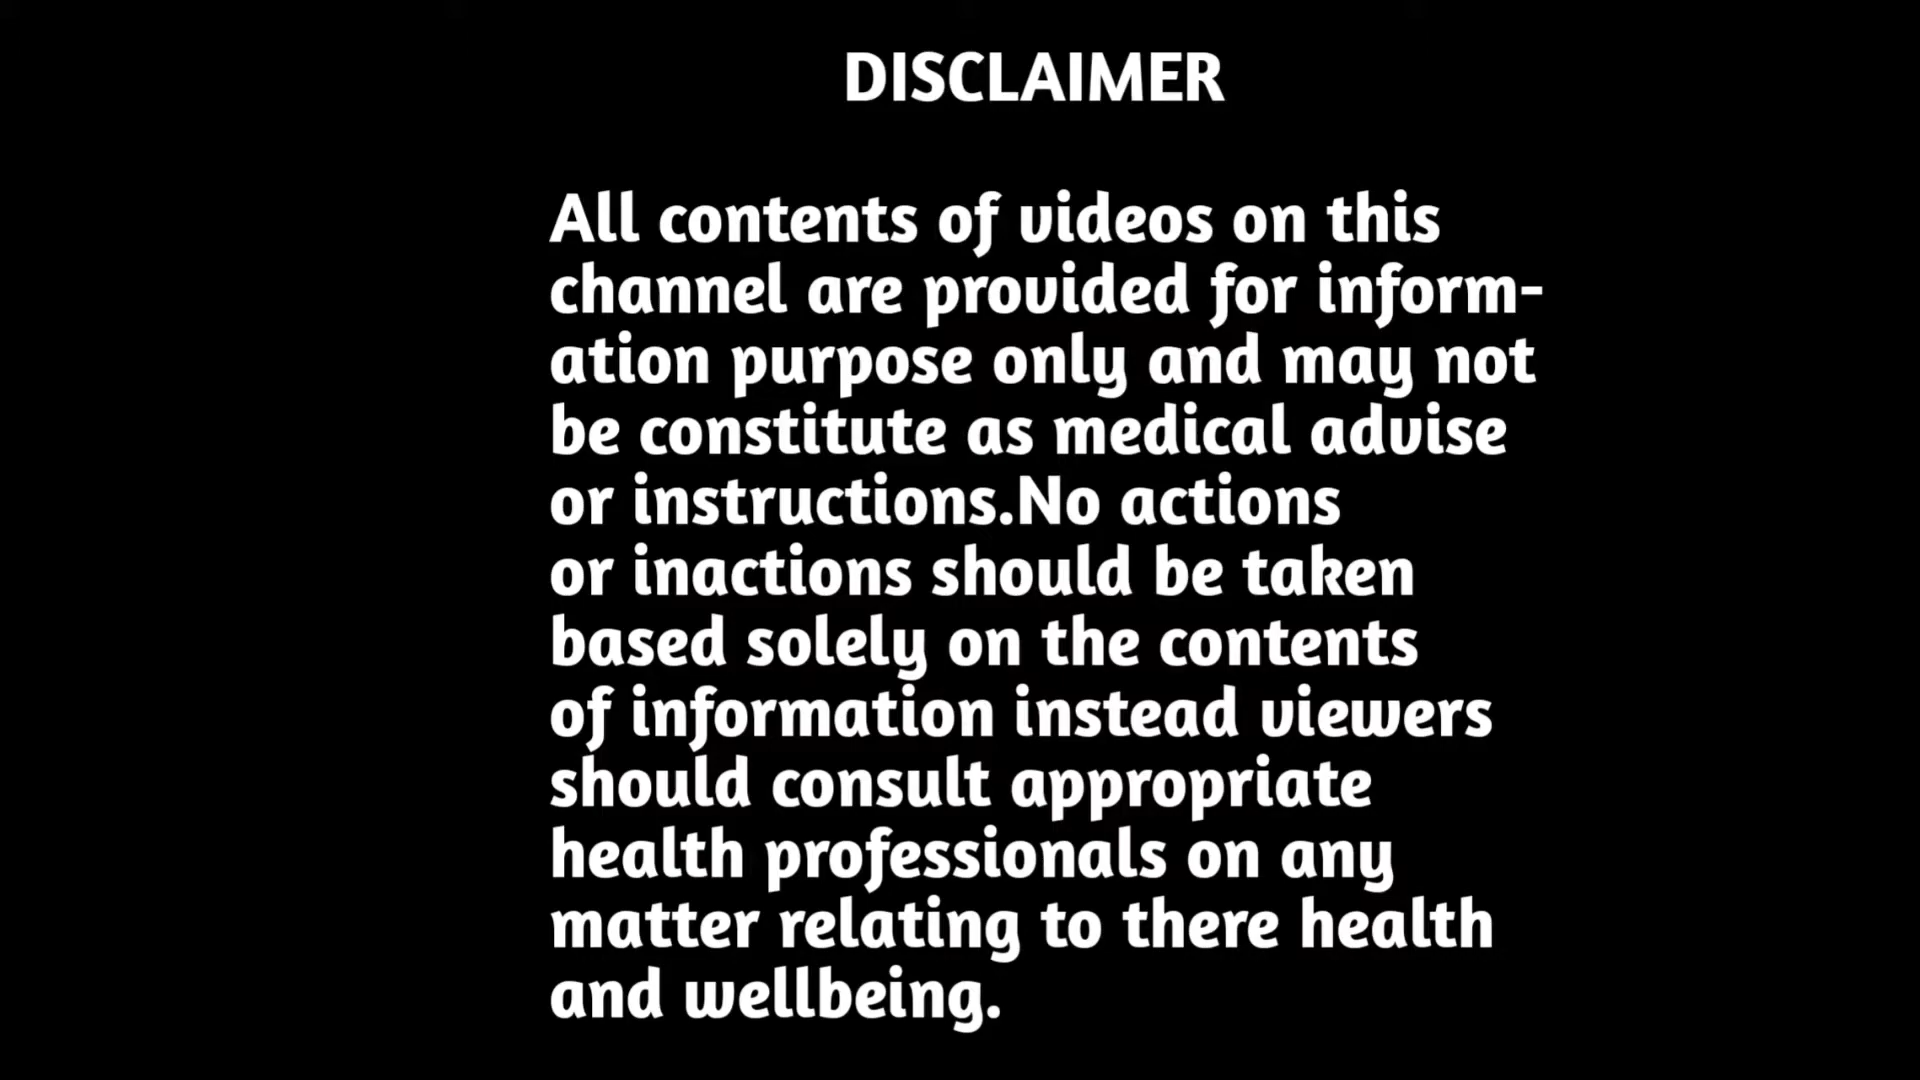 DISCLAIMER
All contents of videos on this
channel are provided for inform-
ation purpose only and may not
be constitute as medical advise
or instructions.No actions
or inactions should be taken
based solely on the contents
of information instead viewers
should consult appropriate
health professionals on any
matter relating to there health
and wellbeing.